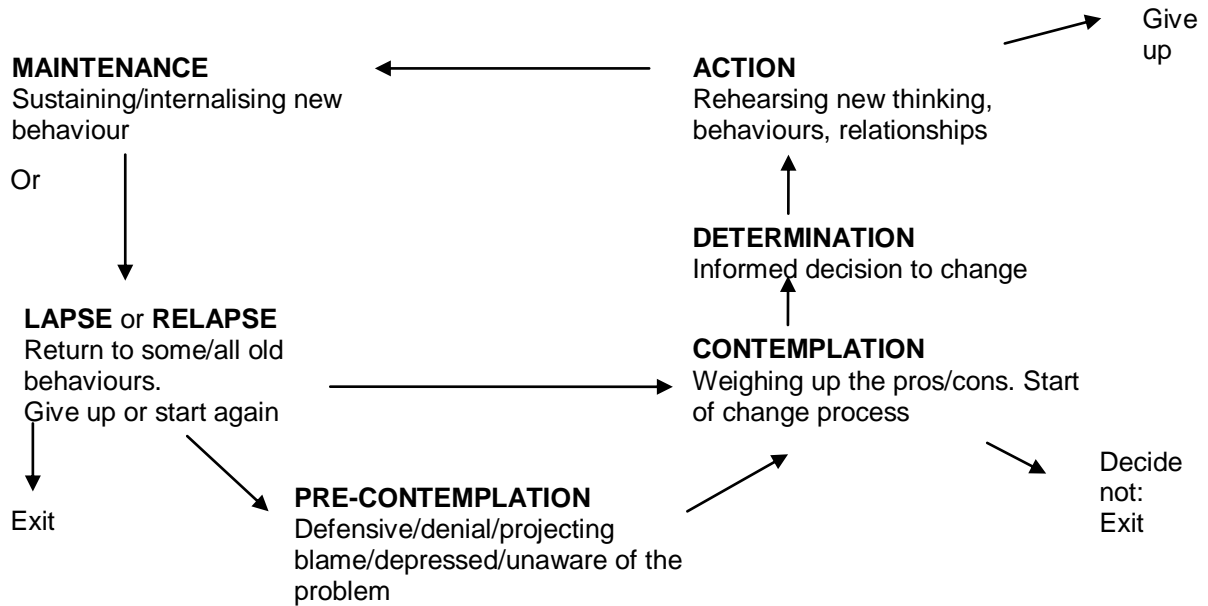 Give
up
MAINTENANCE
Sustaining/internalising new
behaviour
ACTION
Rehearsing new thinking,
behaviours, relationships
Or
DETERMINATION
Informed decision to change
LAPSE or RELAPSE
Return to some/all old
behaviours.
Give up or start again
CONTEMPLATION
Weighing up the pros/cons. Start
of change process
Exit
PRE-CONTEMPLATION
Defensive/denial/projecting
blame/depressed/unaware of the
problem
Decide
not:
Exit